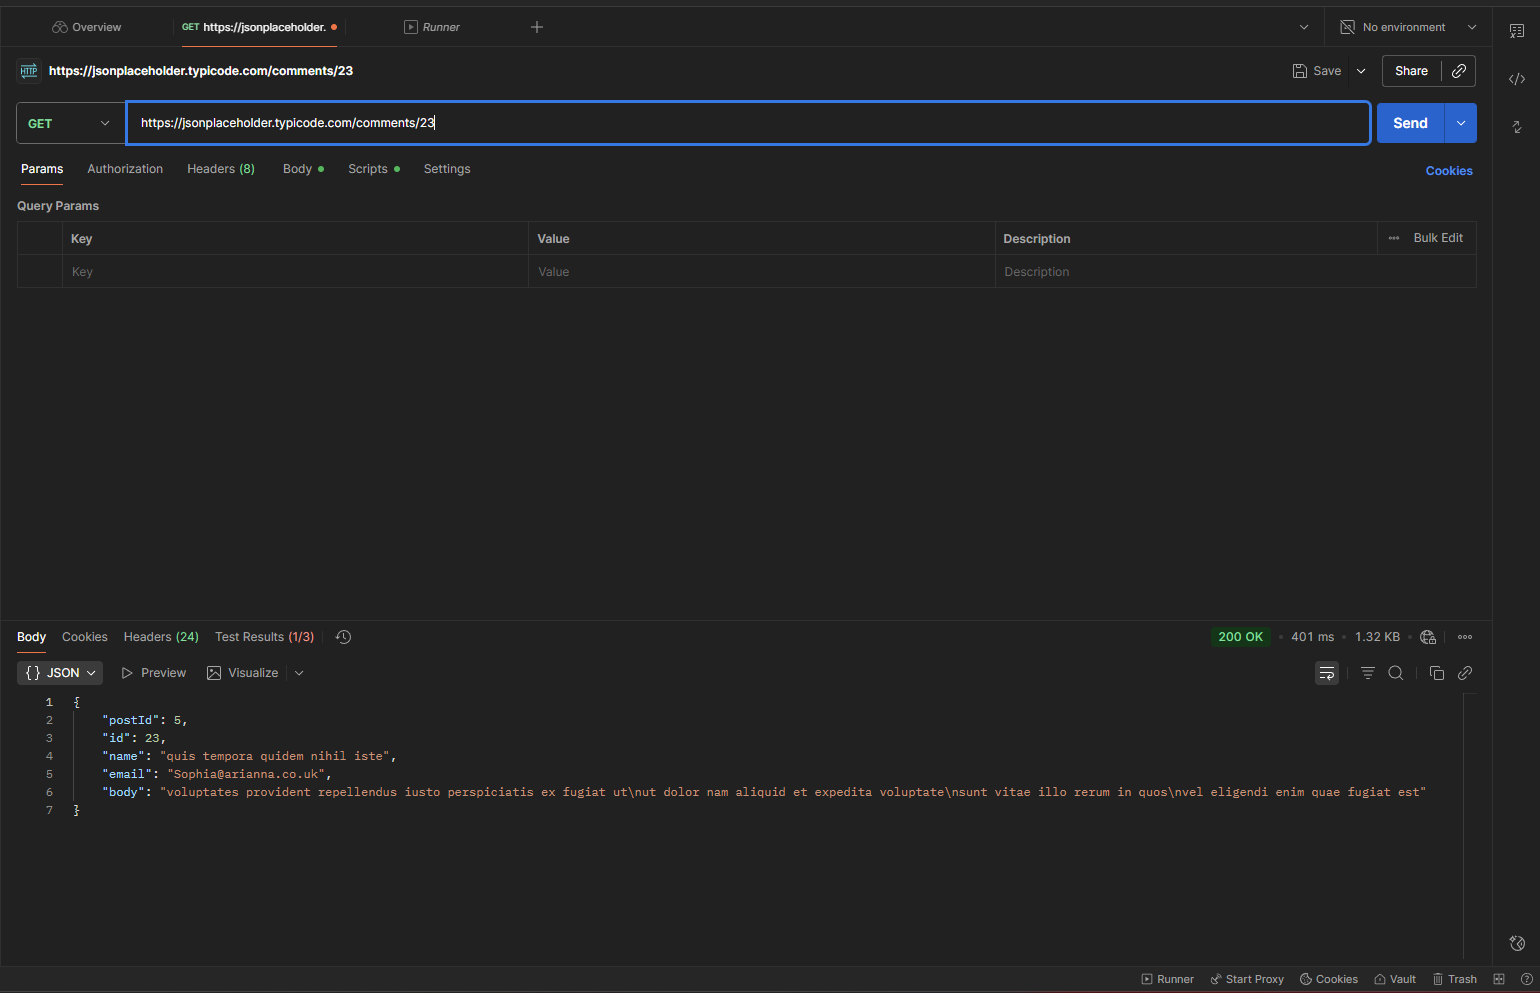 Overview
GET https://jsonplaceholder.
Runner
No environment
HTTP https://jsonplaceholder.typicode.com/comments/23
Save
Share
GET
https://jsonplaceholder.typicode.com/comments/23
Send
Params Authorization Headers (8) Body Scripts Settings
Cookies
Query Params
Key Value Description Bulk Edit
Key Value Description
Body Cookies Headers (24) Test Results (1/3)
200 OK • 401 ms • 1.32 KB •
{} JSON Preview Visualize
1 {
2 "postId": 5,
3 "id": 23,
4 "name": "quis tempora quidem nihil iste",
5 "email": "Sophia@arianna.co.uk",
6 "body": "voluptates provident repellendus iusto perspiciatis ex fugiat ut\nut dolor nam aliquid et expedita voluptate\nsunt vitae illo rerum in quos\nvel eligendi enim quae fugiat est"
7 }
Runner Start Proxy Cookies Vault Trash